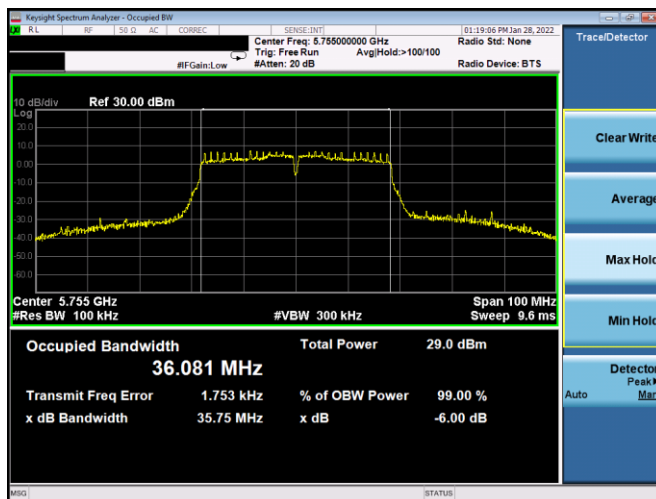 Keysight Spectrum Analyzer - Occupied BW
RL RF 50 Ω AC CORREC SENSE:INT 01:19:06 PM Jan 28, 2022
Center Freq: 5.755000000 GHz Radio Std: None
Trig: Free Run Avg|Hold:>100/100
#IFGain:Low #Atten: 20 dB Radio Device: BTS
Trace/Detector
10 dB/div Ref 30.00 dBm
Log
20.0
10.0
0.00
-10.0
-20.0
-30.0
-40.0
-50.0
-60.0
Center 5.755 GHz Span 100 MHz
#Res BW 100 kHz #VBW 300 kHz Sweep 9.6 ms
Occupied Bandwidth Total Power 29.0 dBm
36.081 MHz
Transmit Freq Error 1.753 kHz % of OBW Power 99.00 %
x dB Bandwidth 35.75 MHz x dB -6.00 dB
Clear Write
Average
Max Hold
Min Hold
Detector
Peak
Auto Man
MSG STATUS